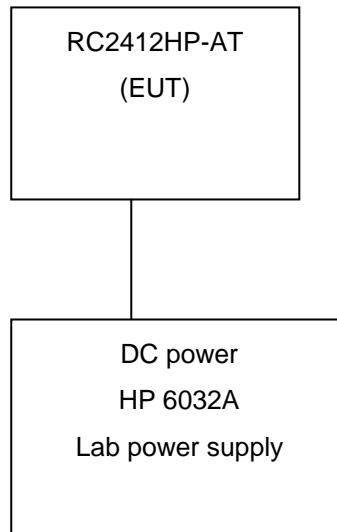 RC2412HP-AT
(EUT)
DC power
HP 6032A
Lab power supply